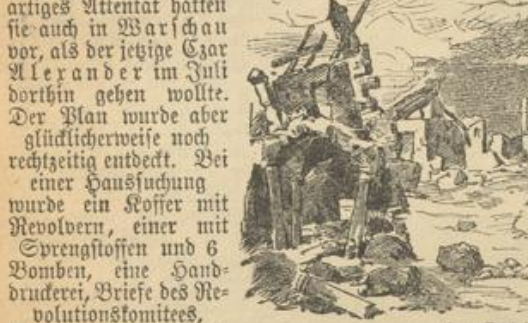 artiges Attentat hatten
sie auch in Warschau
vor, als der jetzige Czar
Alexander im Juli
dorthin gehen wollte.
Der Plan wurde aber
glücklicherweise noch
rechtzeitig entdeckt. Bei
einer Haussuchung
wurde ein Koffer mit
Revolvern, einer mit
Sprengstoffen und 6
Bomben, eine Hand-
druckerei, Briefe des Re-
volutionskomitees,